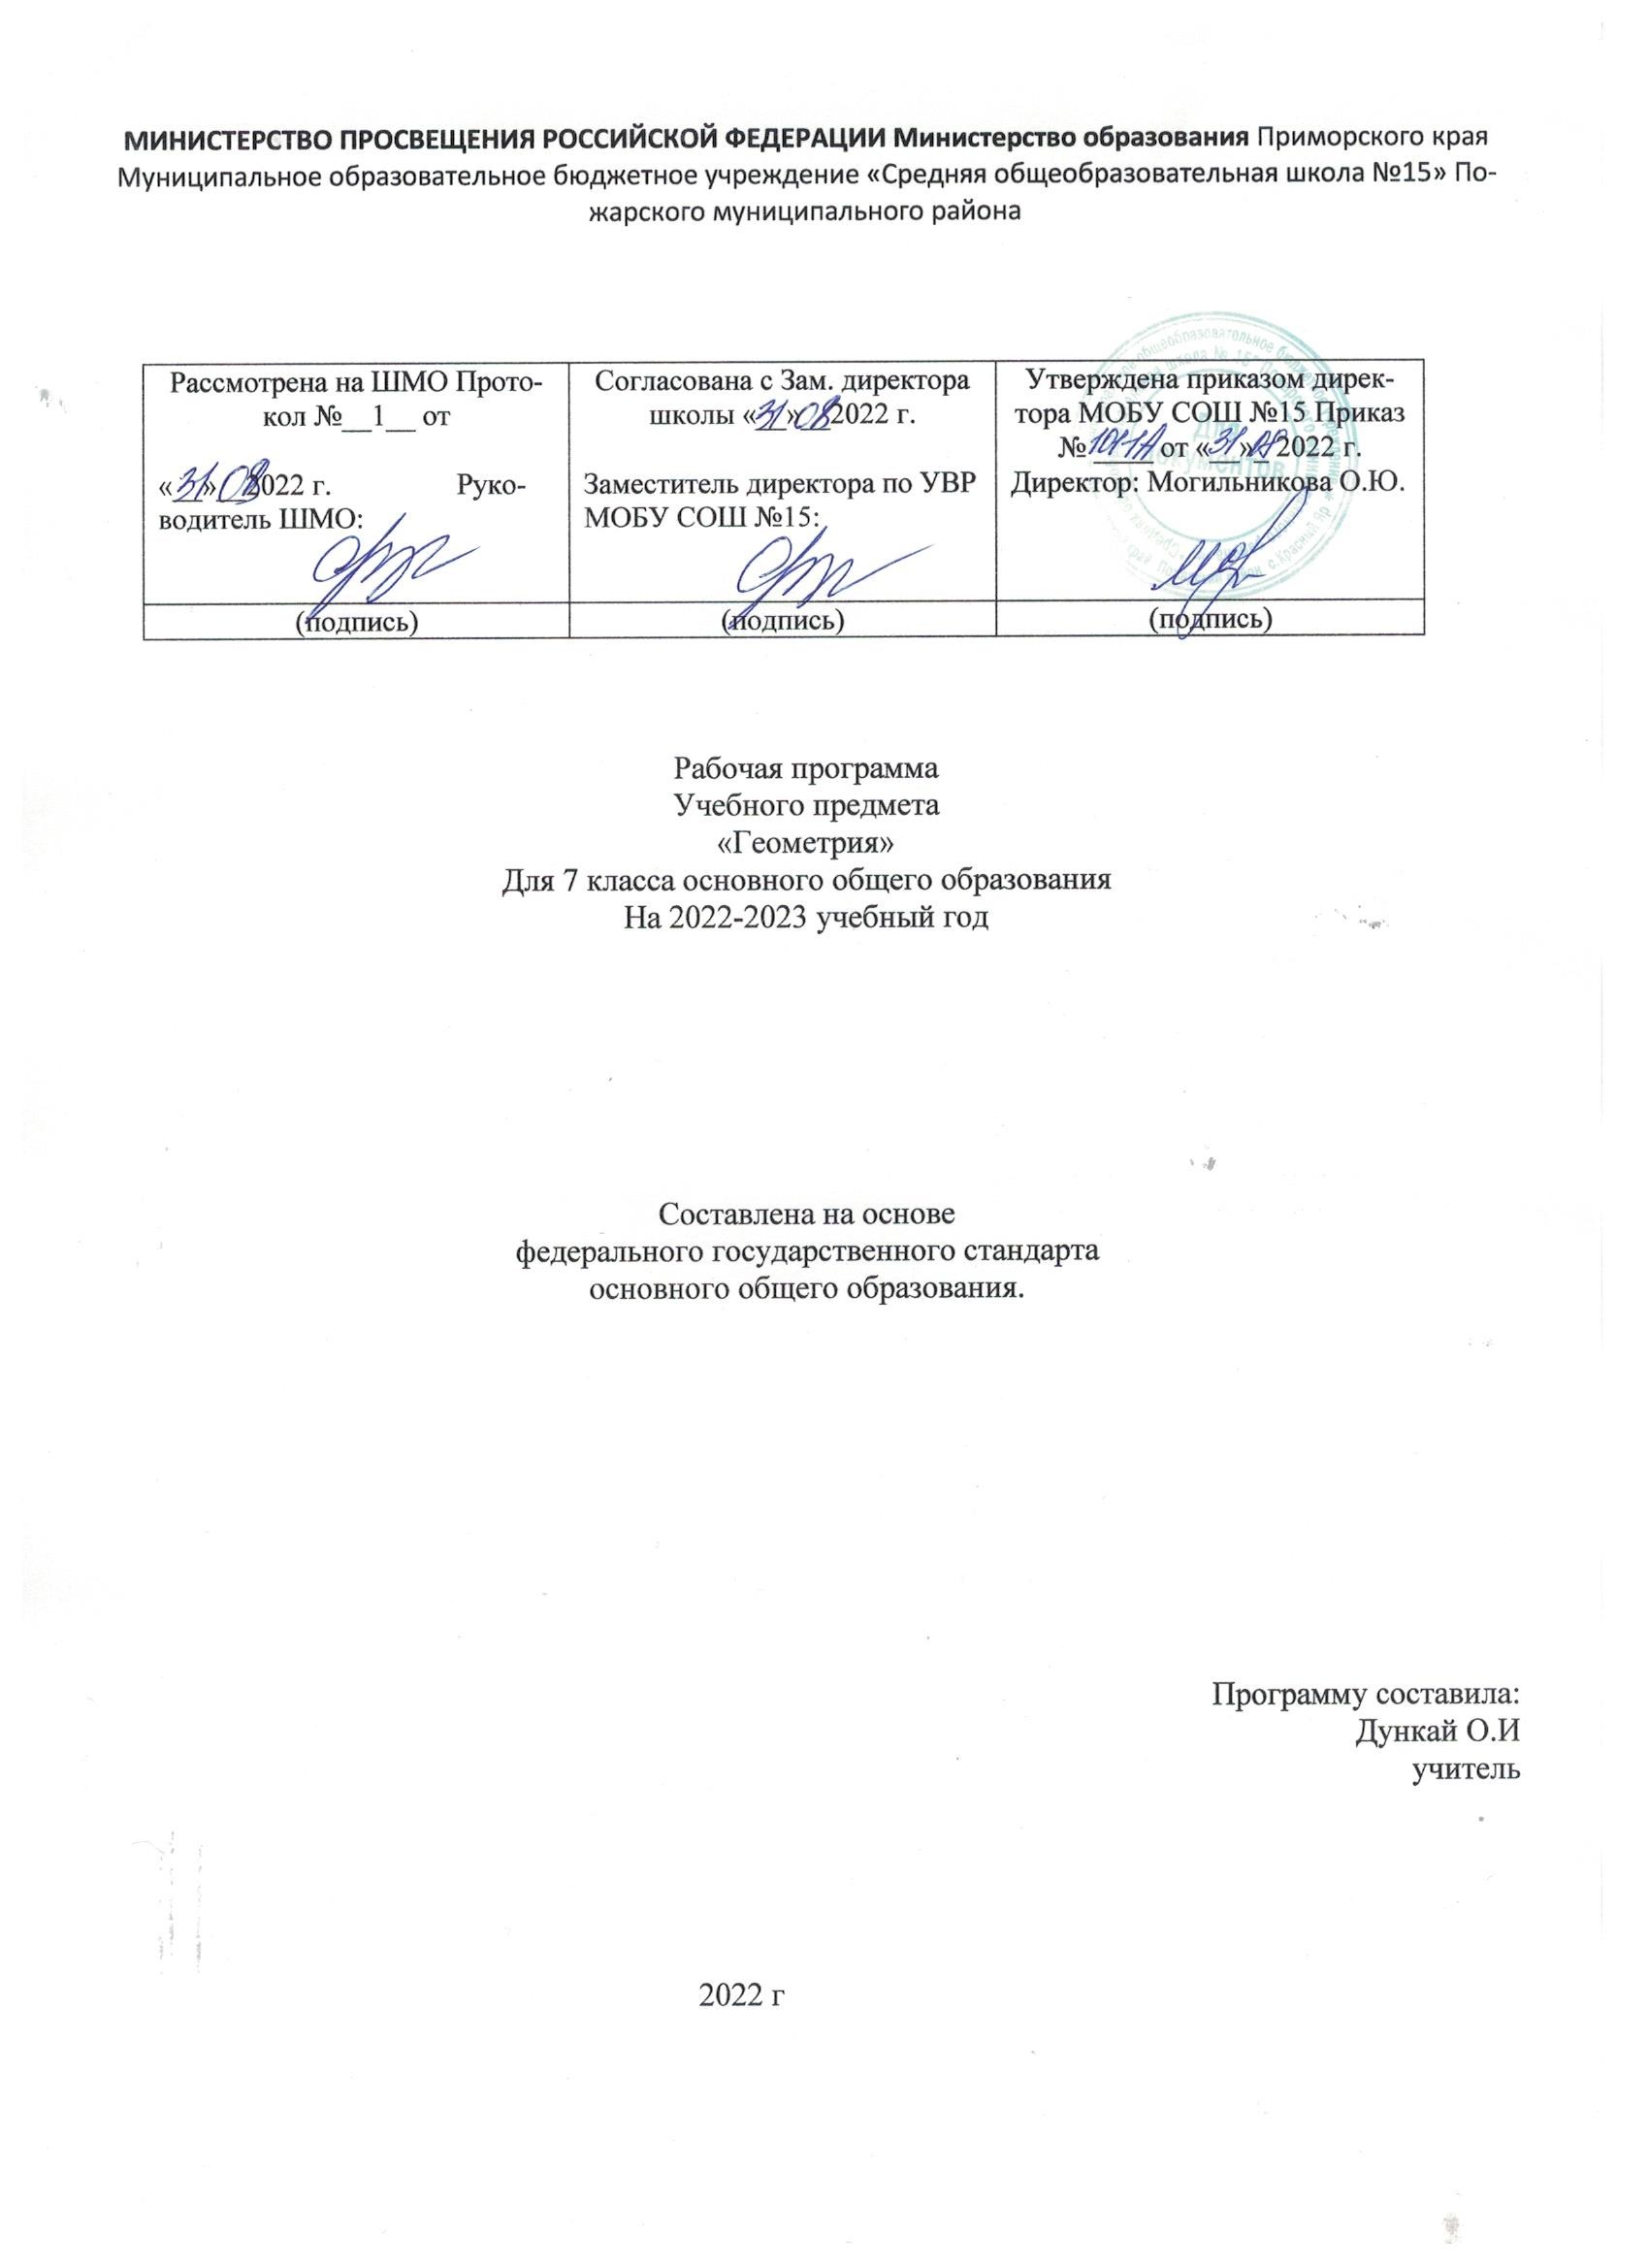 МИНИСТЕРСТВО ПРОСВЕЩЕНИЯ РОССИЙСКОЙ ФЕДЕРАЦИИ Министерство образования Приморского края
Муниципальное образовательное бюджетное учреждение «Средняя общеобразовательная школа №15» По-
жарского муниципального района
Рассмотрена на ШМО Прото-
кол №__1__ от
«31» 08 2022 г. Руко-
водитель ШМО:
(подпись)
Согласована с Зам. директора
школы «31» 08 2022 г.
Заместитель директора по УВР
МОБУ СОШ №15:
(подпись)
Утверждена приказом дирек-
тора МОБУ СОШ №15 Приказ
№ от «31» 2022 г.
Директор: Могильникова О.Ю.
(подпись)
Рабочая программа
Учебного предмета
«Геометрия»
Для 7 класса основного общего образования
На 2022-2023 учебный год
Составлена на основе
федерального государственного стандарта
основного общего образования.
Программу составила:
Дункай О.И
учитель
2022 г